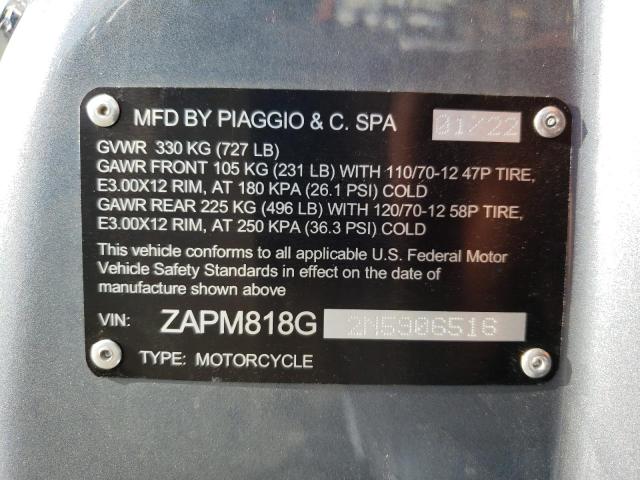 MFD BY PIAGGIO & C. SPA 01/22
GVWR 330 KG (727 LB)
GAWR FRONT 105 KG (231 LB) WITH 110/70-12 47P TIRE,
E3.00X12 RIM, AT 180 KPA (26.1 PSI) COLD
GAWR REAR 225 KG (496 LB) WITH 120/70-12 58P TIRE,
E3.00X12 RIM, AT 250 KPA (36.3 PSI) COLD
This vehicle conforms to all applicable U.S. Federal Motor
Vehicle Safety Standards in effect on the date of
manufacture shown above
VIN: ZAPM818G 2N5906516
TYPE: MOTORCYCLE